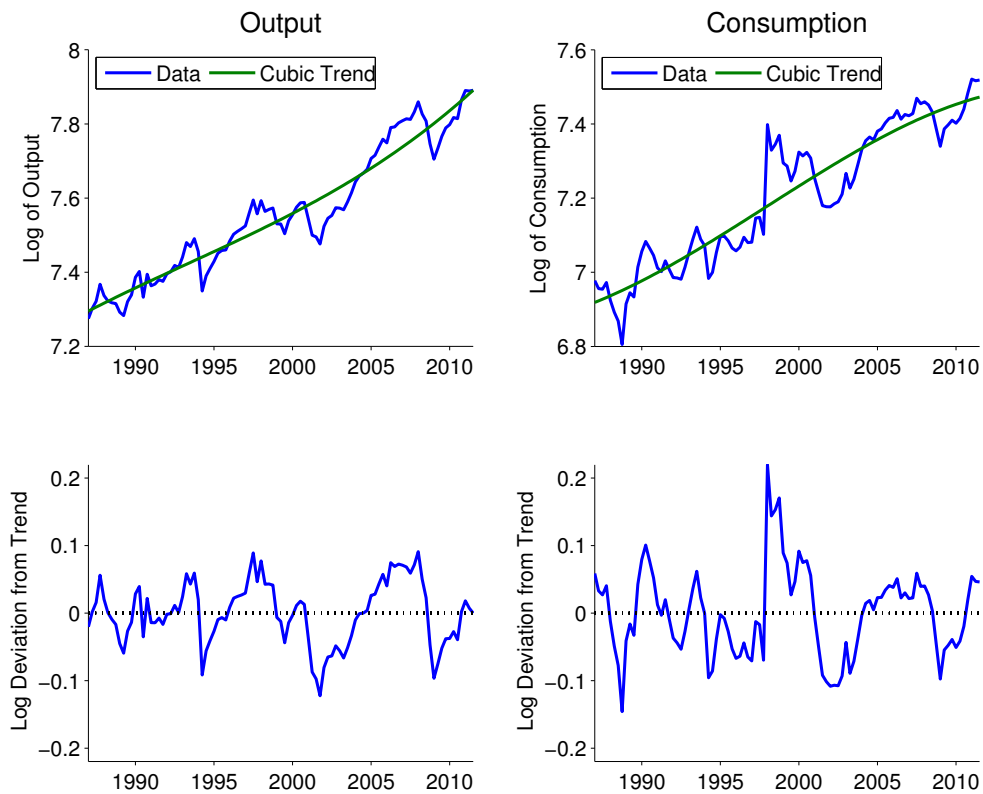 Output
8
7.8
7.6
7.4
7.2
Log of Output
Data
Cubic Trend
1990 1995 2000 2005 2010
Consumption
7.6
7.4
7.2
7
6.8
Log of Consumption
Data
Cubic Trend
1990 1995 2000 2005 2010
0.2
0.1
0
−0.1
−0.2
Log Deviation from Trend
1990 1995 2000 2005 2010
0.2
0.1
0
−0.1
−0.2
Log Deviation from Trend
1990 1995 2000 2005 2010